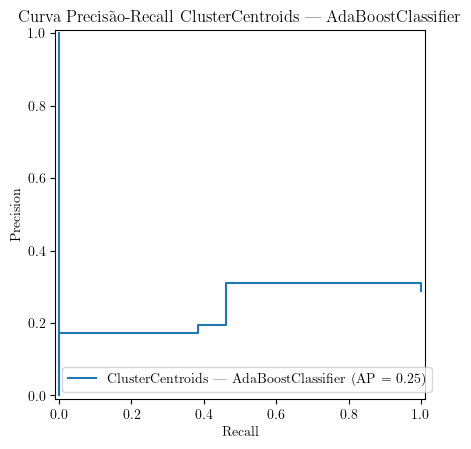 Curva Precisão-Recall ClusterCentroids — AdaBoostClassifier
1.0
0.8
0.6
0.4
0.2
0.0
Precision
ClusterCentroids — AdaBoostClassifier (AP = 0.25)
0.0 0.2 0.4 0.6 0.8 1.0
Recall